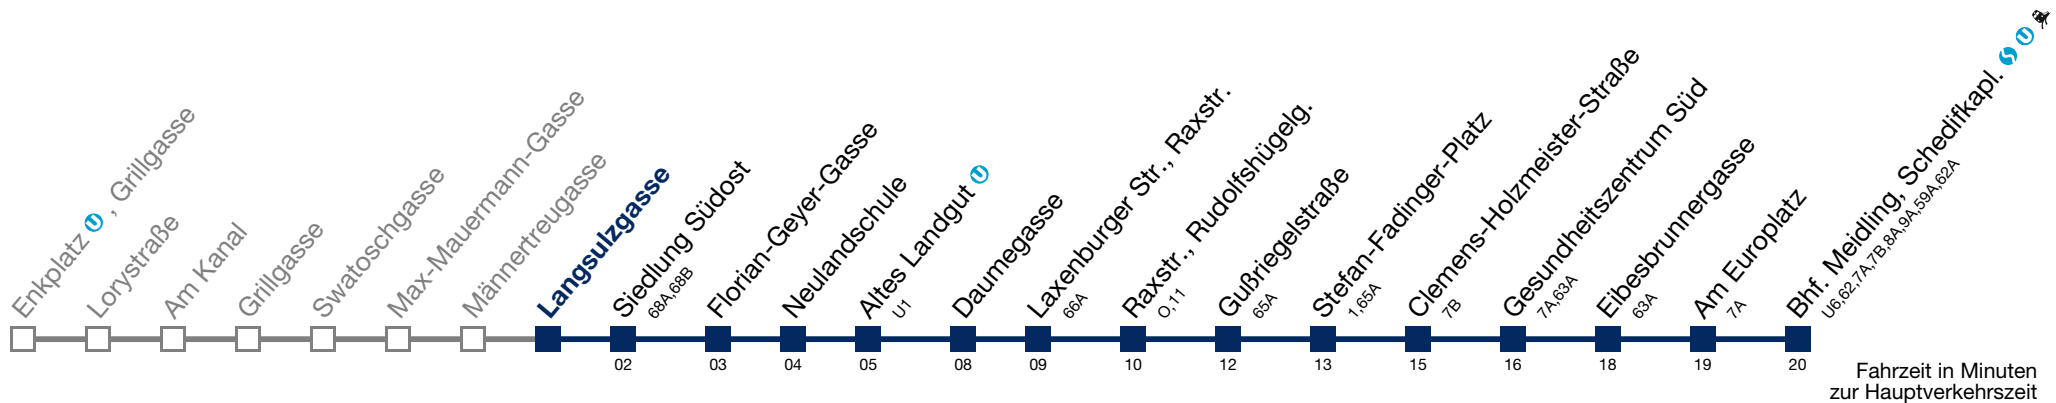 Enkplatz U , Grillgasse
Lorystraße
Am Kanal
Grillgasse
Swatoschgasse
Max-Mauermann-Gasse
Männertreugasse
Langsulzgasse
Siedlung Südost
68A,68B
Florian-Geyer-Gasse
Neulandschule
Altes Landgut U
U1
Daumegasse
Laxenburger Str., Raxstr.
66A
Raxstr., Rudolfshügelg.
O,11
Gußriegelstraße
65A
Stefan-Fadinger-Platz
1,65A
Clemens-Holzmeister-Straße
7B
Gesundheitszentrum Süd
7A,63A
Eibesbrunnergasse
63A
Am Europlatz
7A
Bhf. Meidling, Schedifkapl. S U
U6,62,7A,7B,8A,9A,59A,62A
02 03 04 05 08 09 10 12 13 15 16 18 19 20
Fahrzeit in Minuten
zur Hauptverkehrszeit